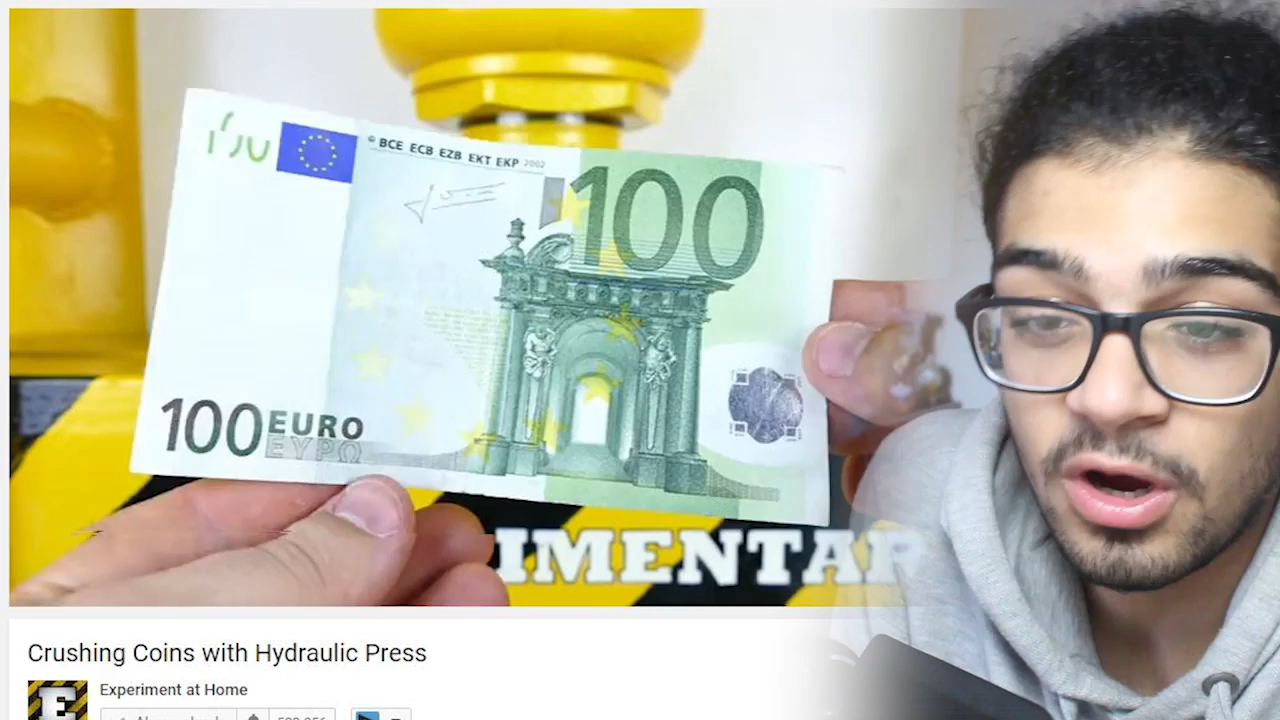 © BCE ECB EZB EKT EKP 2002
100
100 EURO
ΕΥΡΩ
IMENTAR
Crushing Coins with Hydraulic Press
Experiment at Home